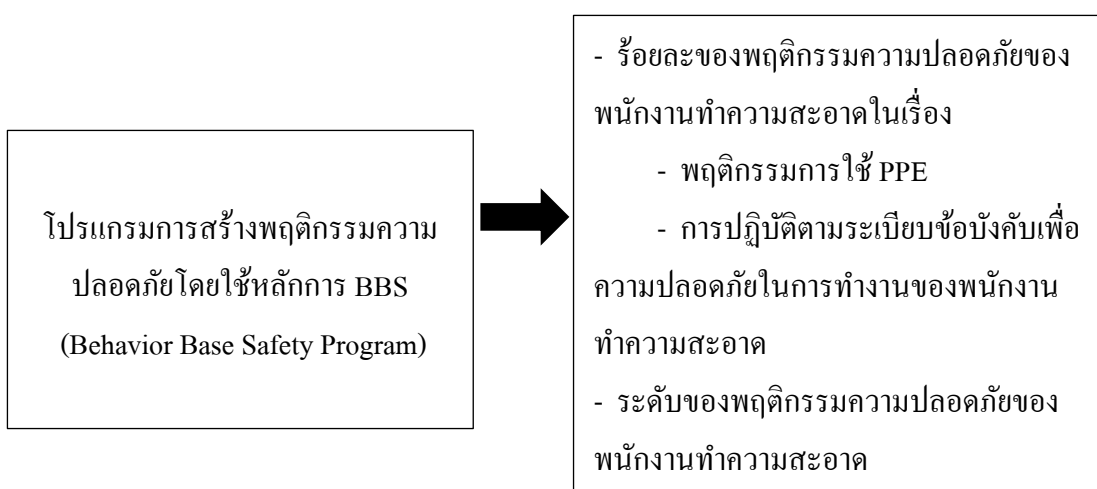 โปรแกรมการสร้างพฤติกรรมความ
ปลอดภัยโดยใช้หลักการ BBS
(Behavior Base Safety Program)
- ร้อยละของพฤติกรรมความปลอดภัยของ
พนักงานทำความสะอาดในเรื่อง
- พฤติกรรมการใช้ PPE
- การปฏิบัติตามระเบียบข้อบังคับเพื่อ
ความปลอดภัยในการทำงานของพนักงาน
ทำความสะอาด
- ระดับของพฤติกรรมความปลอดภัยของ
พนักงานทำความสะอาด